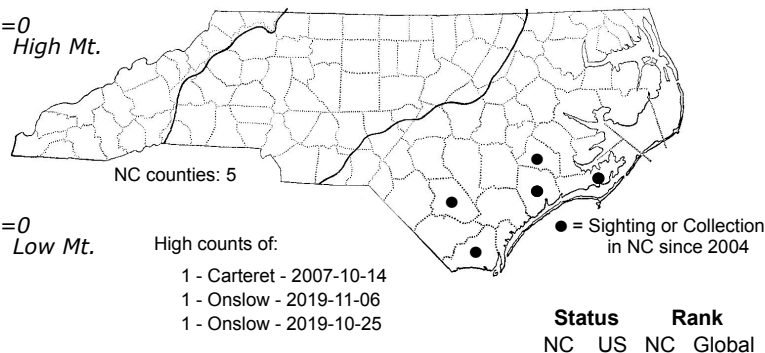 =0
High Mt.
NC counties: 5
=0
Low Mt.
High counts of:
1 - Carteret - 2007-10-14
1 - Onslow - 2019-11-06
1 - Onslow - 2019-10-25
= Sighting or Collection
in NC since 2004
Status Rank
NC US NC Global